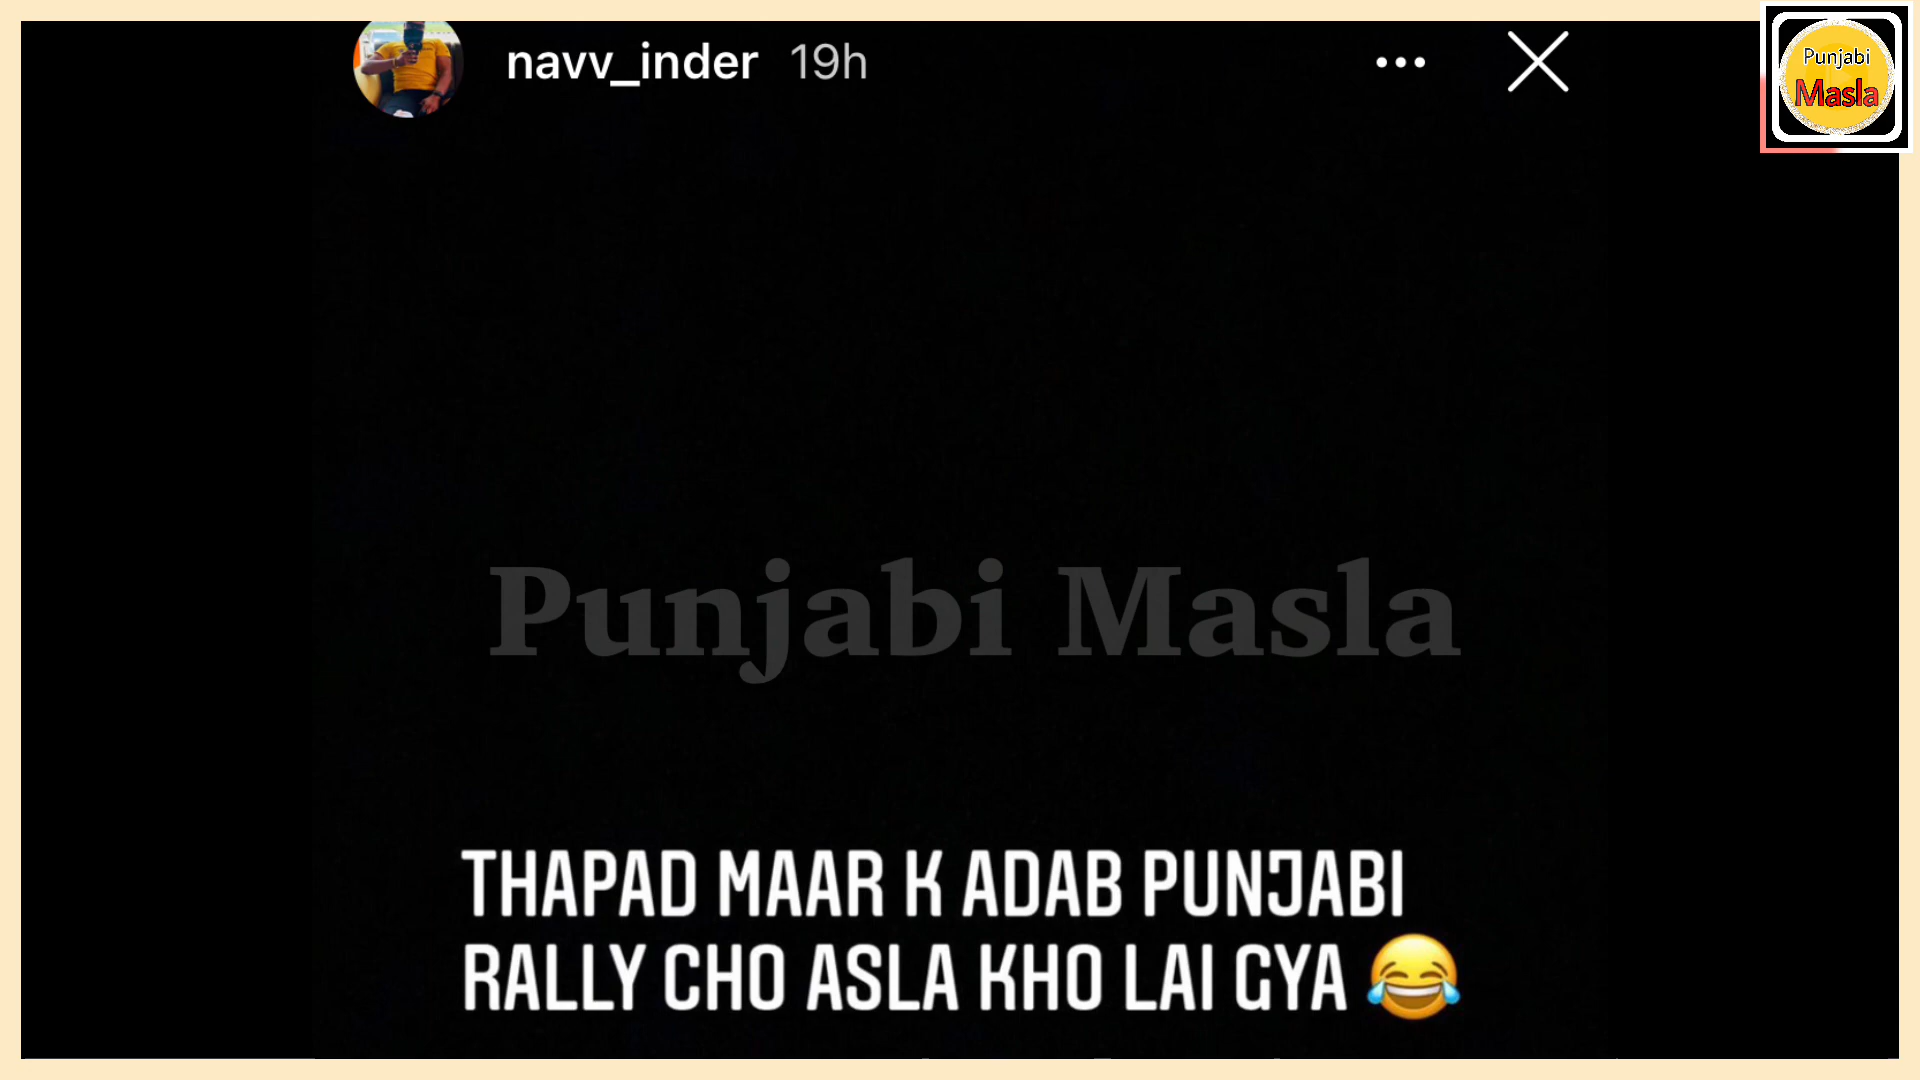 navv_inder 19h
Punjabi
Masla
Punjabi Masla
THAPAD MAAR K ADAB PUNJABI
RALLY CHO ASLA KHO LAI GYA 😂